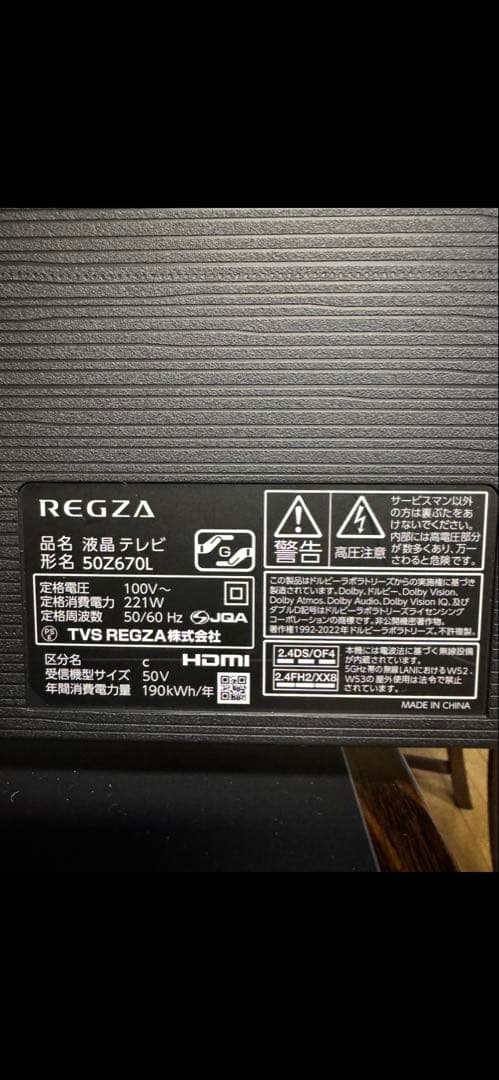 REGZA
品名 液晶テレビ
形名 50Z670L
定格電圧 100V～
定格消費電力 221W
定格周波数 50/60 Hz
JQA
PS
E
TVS REGZA株式会社
区分名 c
HDMI
受信機型サイズ 50V
年間消費電力量 190kWh/年
G
警告
高圧注意
サービスマン以外
の方は裏ぶたをあ
けないでください。
内部には高電圧部分
が数多くあり、万一
さわると危険です。
この製品はドルビーラボラトリーズからの実施権に基づき
製造されています。Dolby、ドルビー、Dolby Vision、
Dolby Atmos、Dolby Audio、Dolby Vision IQ、及び
ダブルD記号はドルビーラボラトリーズライセンシング
コーポレーションの商標です。非公開機密著作物。
著作権1992-2022年ドルビーラボラトリーズ。不許複製。
2.4DS/OF4
2.4FH2/XX8
本機には電波法に基づく無線設備
が内蔵されています。
5GHz 帯の無線LANにおけるW52、
W53の屋外使用は法令で禁止
されています。
MADE IN CHINA